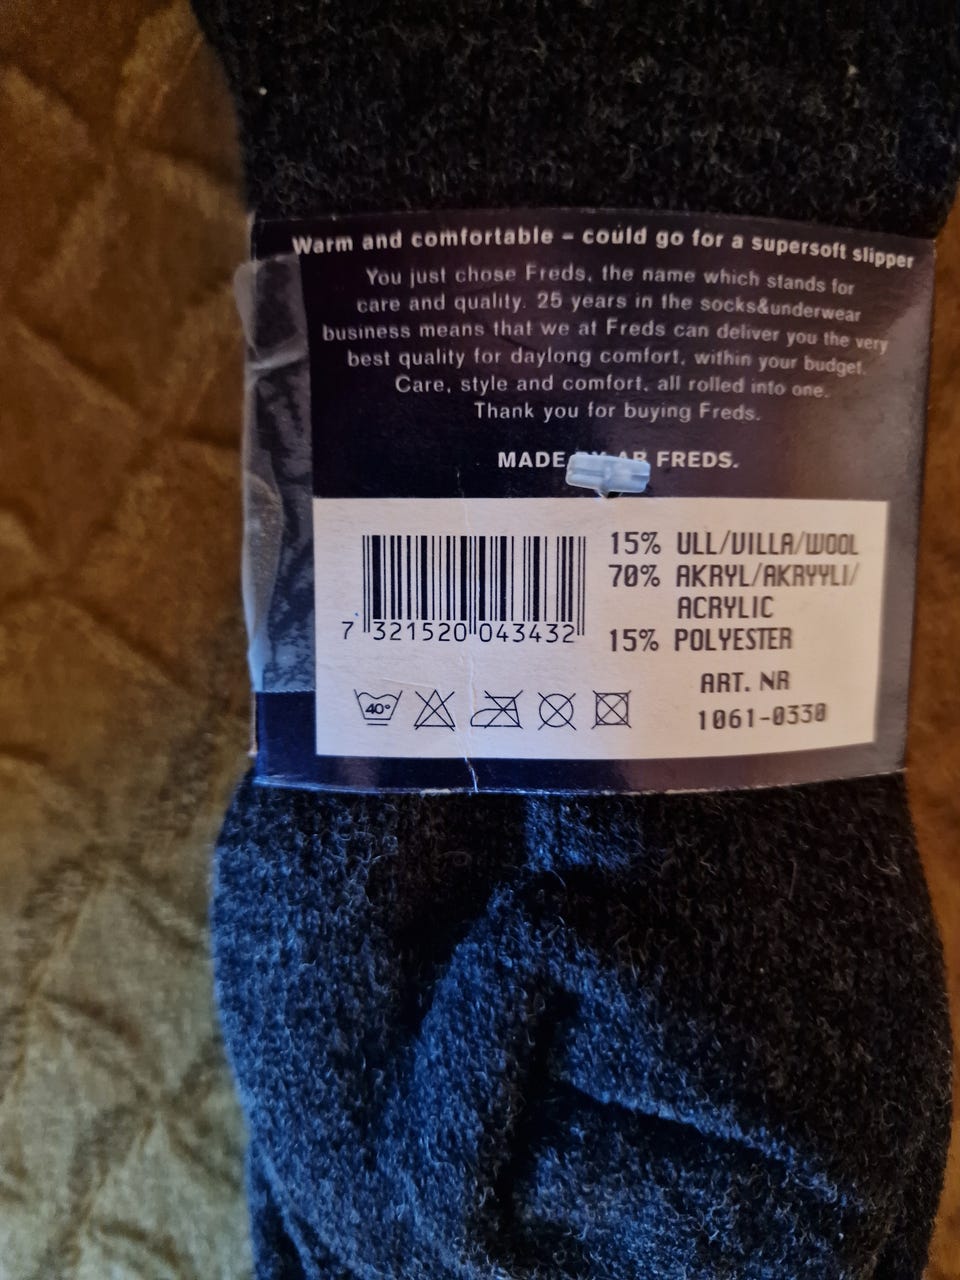 Warm and comfortable – could go for a supersoft slipper
You just chose Freds, the name which stands for
care and quality. 25 years in the socks&underwear
business means that we at Freds can deliver you the very
best quality for daylong comfort, within your budget.
Care, style and comfort, all rolled into one.
Thank you for buying Freds.
MADE BY AB FREDS.
15% ULL/VILLA/WOOL
70% AKRYL/AKRYYLI/
ACRYLIC
15% POLYESTER
7 321520 043432
ART. NR
1061-0330
40°